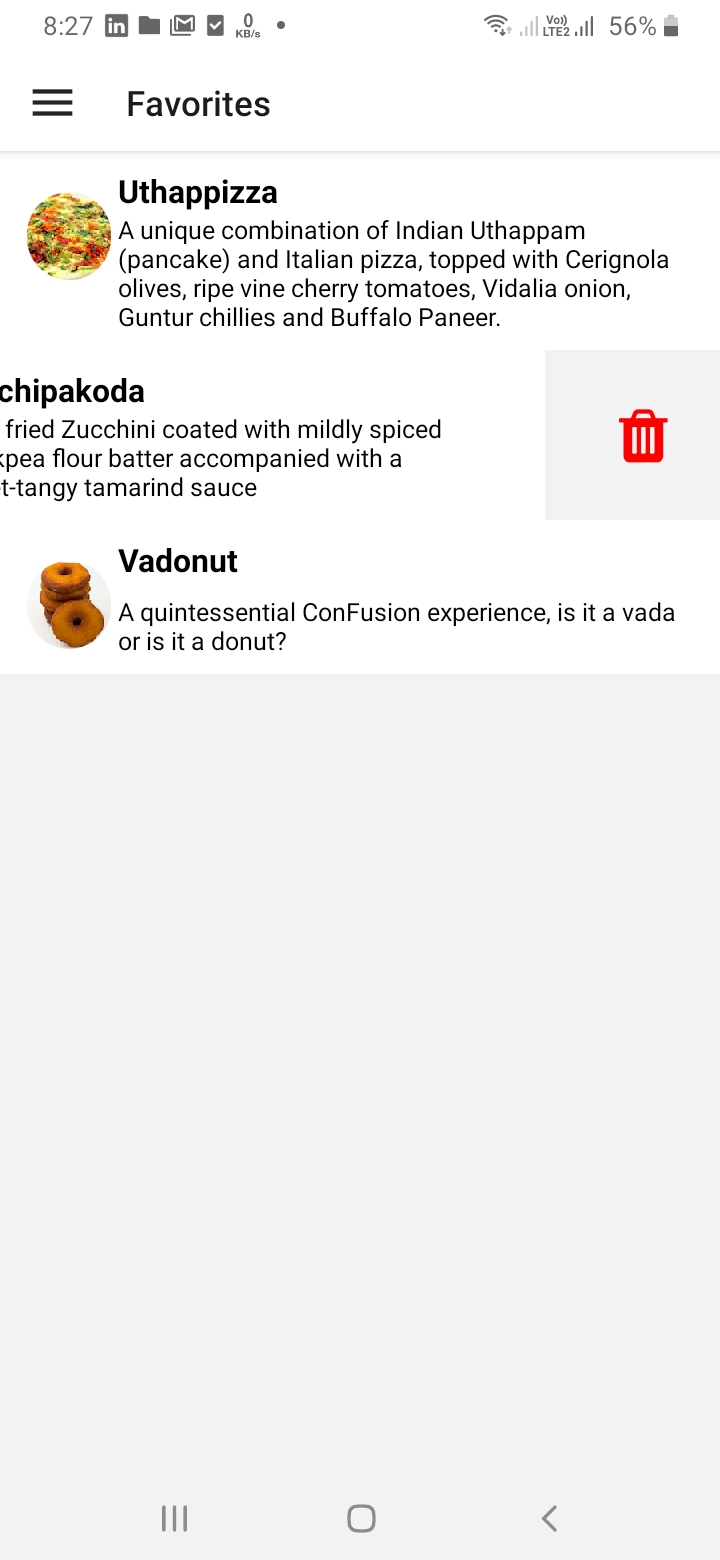 8:27 in 0 KB/s Vo)) LTE2 56%
Favorites
Uthappizza
A unique combination of Indian Uthappam
(pancake) and Italian pizza, topped with Cerignola
olives, ripe vine cherry tomatoes, Vidalia onion,
Guntur chillies and Buffalo Paneer.
chipakoda
fried Zucchini coated with mildly spiced
kpea flour batter accompanied with a
t-tangy tamarind sauce
Vadonut
A quintessential ConFusion experience, is it a vada
or is it a donut?